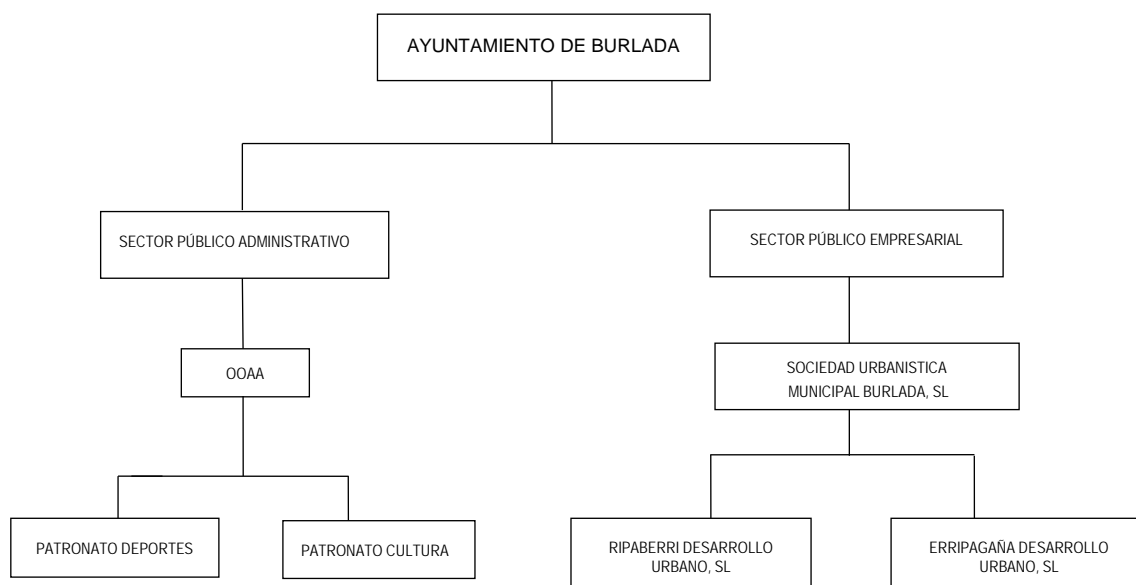 AYUNTAMIENTO DE BURLADA
SECTOR PÚBLICO ADMINISTRATIVO
SECTOR PÚBLICO EMPRESARIAL
OOAA
SOCIEDAD URBANISTICA
MUNICIPAL BURLADA, SL
PATRONATO DEPORTES
PATRONATO CULTURA
RIPABERRI DESARROLLO
URBANO, SL
ERRIPAGAÑA DESARROLLO
URBANO, SL